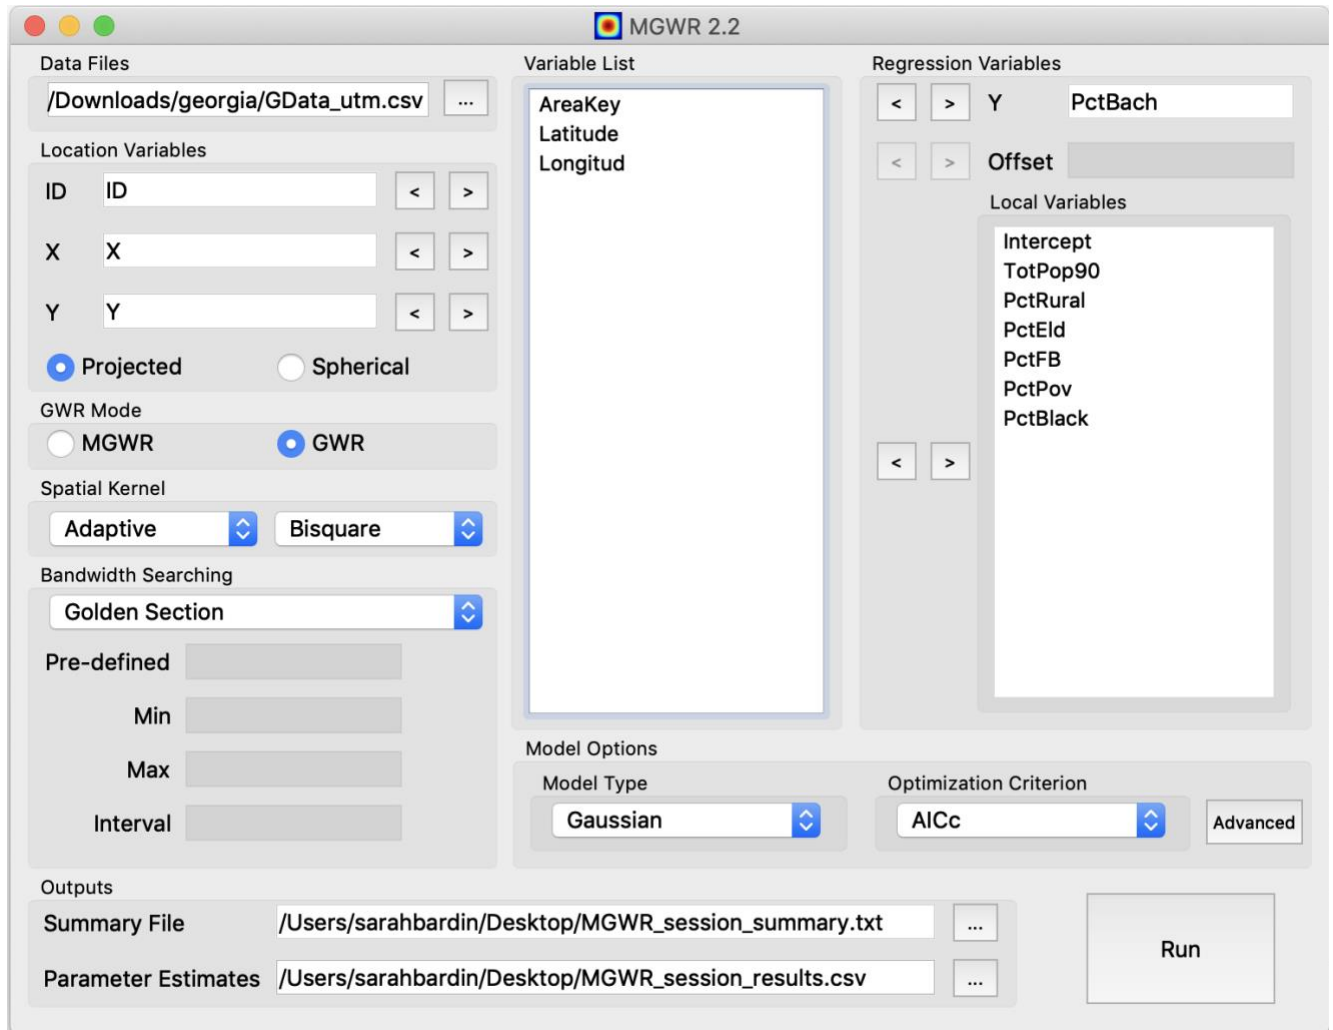 MGWR 2.2
Data Files
/Downloads/georgia/GData_utm.csv ...
Location Variables
ID ID < >
X X < >
Y Y < >
Projected Spherical
GWR Mode
MGWR GWR
Spatial Kernel
Adaptive Bisquare
Bandwidth Searching
Golden Section
Pre-defined
Min
Max
Interval
Variable List
AreaKey
Latitude
Longitud
Regression Variables
< > Y PctBach
< > Offset
Local Variables
Intercept
TotPop90
PctRural
PctEld
PctFB
PctPov
PctBlack
< >
Model Options
Model Type
Gaussian
Optimization Criterion
AICc
Advanced
Outputs
Summary File /Users/sarahbardin/Desktop/MGWR_session_summary.txt ...
Parameter Estimates /Users/sarahbardin/Desktop/MGWR_session_results.csv ...
Run